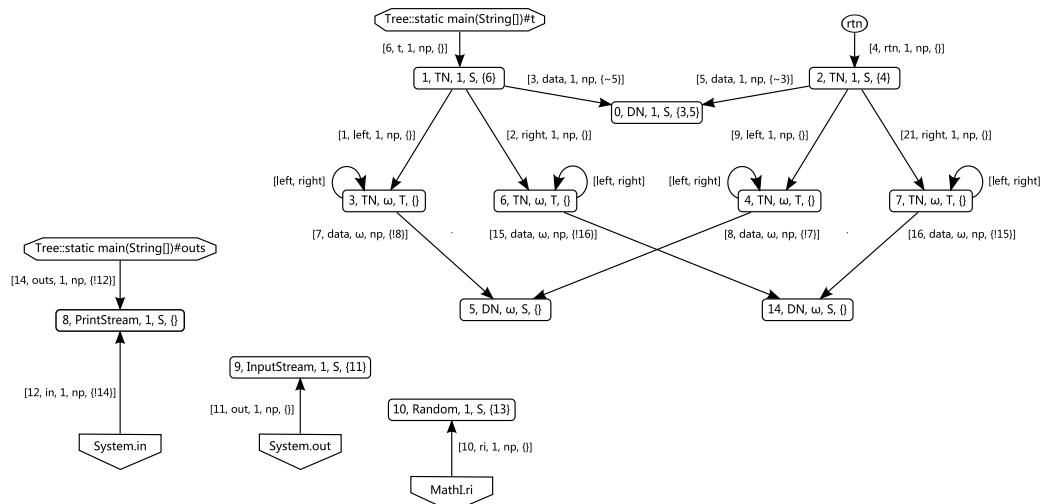 Tree::static main(String[])#t
rtn
[6, t, 1, np, {}]
[4, rtn, 1, np, {}]
1, TN, 1, S, {6}
[3, data, 1, np, {~5}]
[5, data, 1, np, {~3}]
2, TN, 1, S, {4}
0, DN, 1, S, {3,5}
[1, left, 1, np, {}]
[2, right, 1, np, {}]
[9, left, 1, np, {}]
[21, right, 1, np, {}]
[left, right]
[left, right]
[left, right]
[left, right]
3, TN, ω, T, {}
6, TN, ω, T, {}
4, TN, ω, T, {}
7, TN, ω, T, {}
[7, data, ω, np, {!8}]
[15, data, ω, np, {!16}]
[8, data, ω, np, {!7}]
[16, data, ω, np, {!15}]
Tree::static main(String[])#outs
[14, outs, 1, np, {!12}]
5, DN, ω, S, {}
14, DN, ω, S, {}
8, PrintStream, 1, S, {}
9, InputStream, 1, S, {11}
[12, in, 1, np, {!14}]
[11, out, 1, np, {}]
10, Random, 1, S, {13}
System.in
System.out
[10, ri, 1, np, {}]
MathI.ri